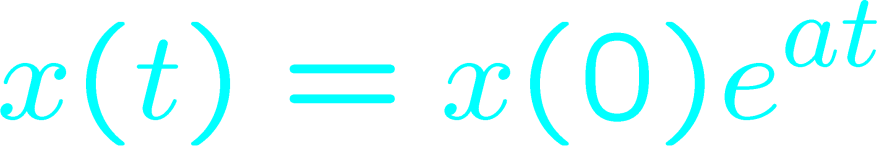 x(t) = x(0)e^{at}